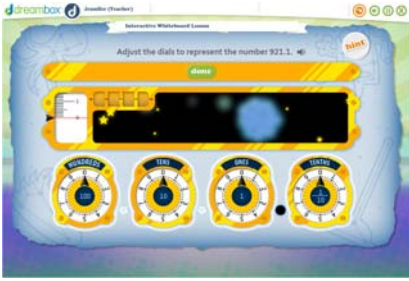 dreambox Jennifer (Teacher)
Interactive Whiteboard Lesson
Adjust the dials to represent the number 921.1.
hint
done
HUNDREDS TENS ONES TENTHS
100 10 1 1/10